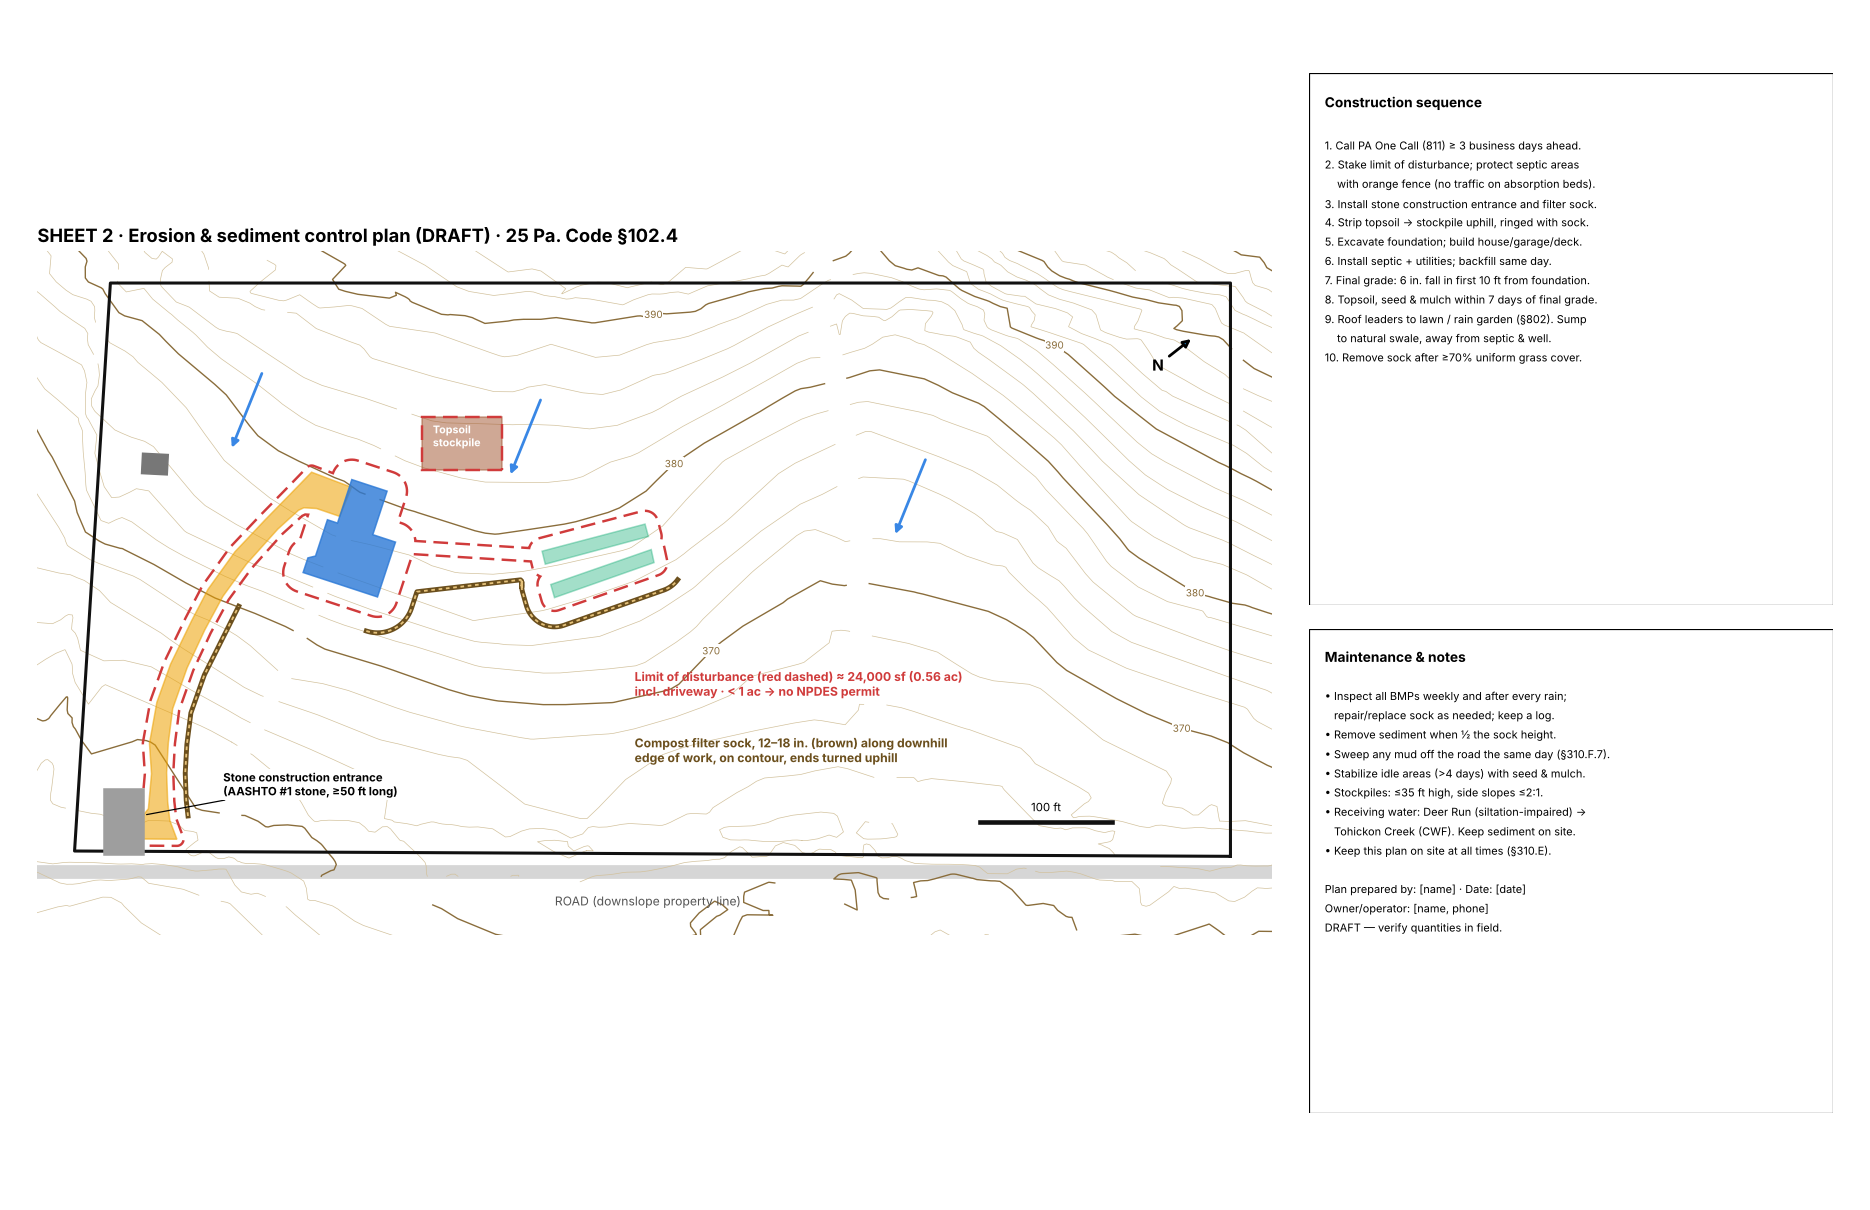 SHEET 2 · Erosion & sediment control plan (DRAFT) · 25 Pa. Code §102.4
390
390
N
Topsoil
stockpile
380
380
370
Limit of disturbance (red dashed) ≈ 24,000 sf (0.56 ac)
incl. driveway · < 1 ac → no NPDES permit
370
Compost filter sock, 12–18 in. (brown) along downhill
edge of work, on contour, ends turned uphill
Stone construction entrance
(AASHTO #1 stone, ≥50 ft long)
100 ft
ROAD (downslope property line)
Construction sequence
1. Call PA One Call (811) ≥ 3 business days ahead.
2. Stake limit of disturbance; protect septic areas
with orange fence (no traffic on absorption beds).
3. Install stone construction entrance and filter sock.
4. Strip topsoil → stockpile uphill, ringed with sock.
5. Excavate foundation; build house/garage/deck.
6. Install septic + utilities; backfill same day.
7. Final grade: 6 in. fall in first 10 ft from foundation.
8. Topsoil, seed & mulch within 7 days of final grade.
9. Roof leaders to lawn / rain garden (§802). Sump
to natural swale, away from septic & well.
10. Remove sock after ≥70% uniform grass cover.
Maintenance & notes
• Inspect all BMPs weekly and after every rain;
repair/replace sock as needed; keep a log.
• Remove sediment when ½ the sock height.
• Sweep any mud off the road the same day (§310.F.7).
• Stabilize idle areas (>4 days) with seed & mulch.
• Stockpiles: ≤35 ft high, side slopes ≤2:1.
• Receiving water: Deer Run (siltation-impaired) →
Tohickon Creek (CWF). Keep sediment on site.
• Keep this plan on site at all times (§310.E).
Plan prepared by: [name] · Date: [date]
Owner/operator: [name, phone]
DRAFT — verify quantities in field.